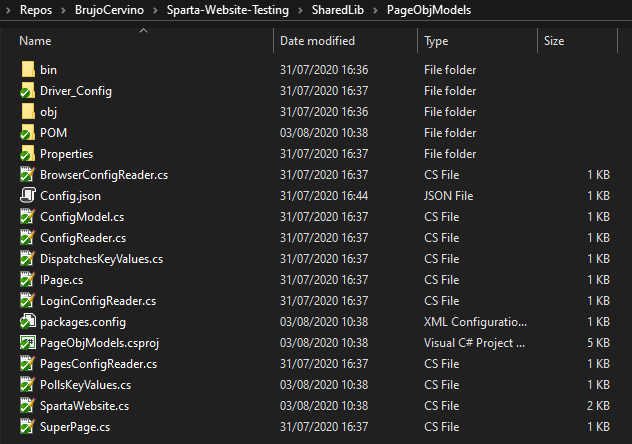 Repos > BrujoCervino > Sparta-Website-Testing > SharedLib > PageObjModels
Name Date modified Type Size
bin 31/07/2020 16:36 File folder
Driver_Config 31/07/2020 16:37 File folder
obj 31/07/2020 16:36 File folder
POM 03/08/2020 10:38 File folder
Properties 31/07/2020 16:37 File folder
BrowserConfigReader.cs 31/07/2020 16:37 CS File 1 KB
Config.json 31/07/2020 16:44 JSON File 1 KB
ConfigModel.cs 31/07/2020 16:37 CS File 1 KB
ConfigReader.cs 31/07/2020 16:37 CS File 1 KB
DispatchesKeyValues.cs 31/07/2020 16:37 CS File 1 KB
IPage.cs 31/07/2020 16:37 CS File 1 KB
LoginConfigReader.cs 31/07/2020 16:37 CS File 1 KB
packages.config 03/08/2020 10:38 XML Configuratio... 1 KB
PageObjModels.csproj 03/08/2020 10:38 Visual C# Project ... 5 KB
PagesConfigReader.cs 31/07/2020 16:37 CS File 1 KB
PollsKeyValues.cs 03/08/2020 10:38 CS File 1 KB
SpartaWebsite.cs 03/08/2020 10:38 CS File 2 KB
SuperPage.cs 31/07/2020 16:37 CS File 1 KB